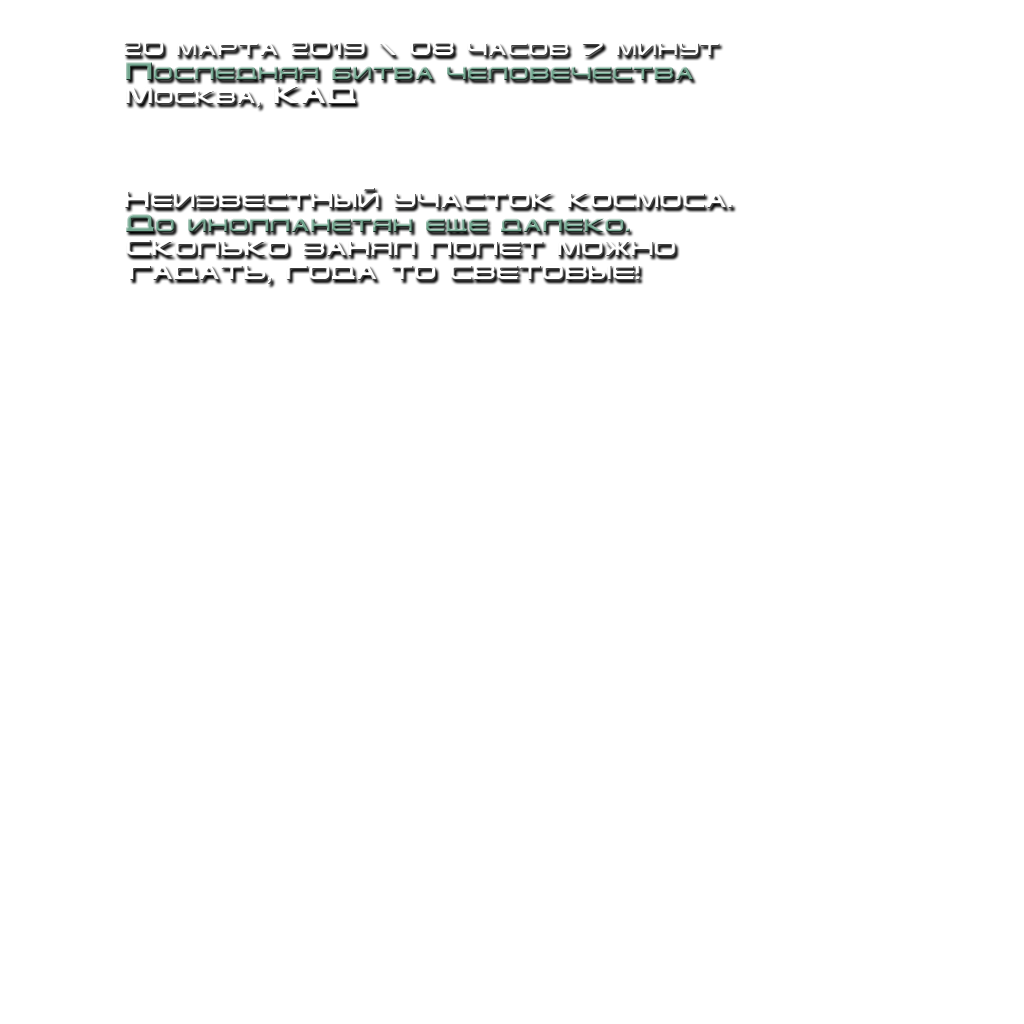 20 марта 2019 \ 08 часов 7 минут
Последняя битва человечества
Москва, КАД
Неизвестный участок космоса.
До инопланетян еще далеко.
Сколько занял полет можно
гадать, года то световые!